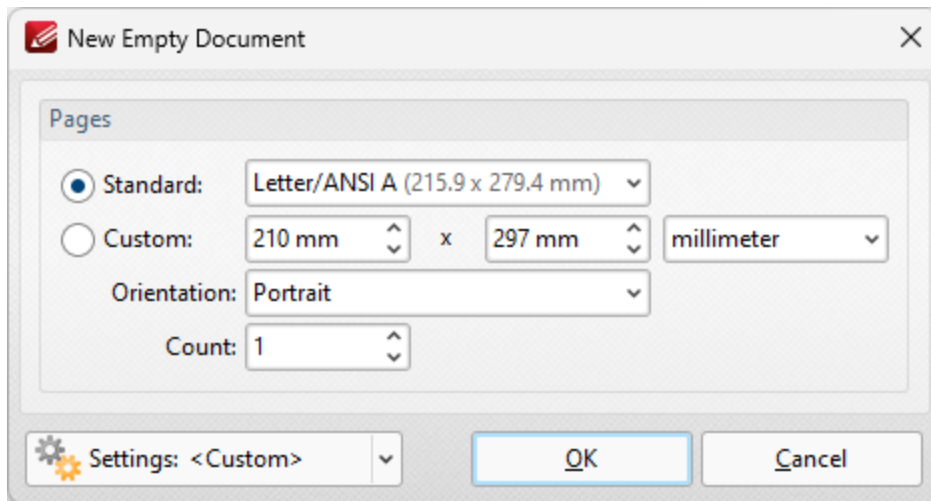 New Empty Document
Pages
Standard: Letter/ANSI A (215.9 x 279.4 mm)
Custom: 210 mm x 297 mm millimeter
Orientation: Portrait
Count: 1
Settings: <Custom> OK Cancel